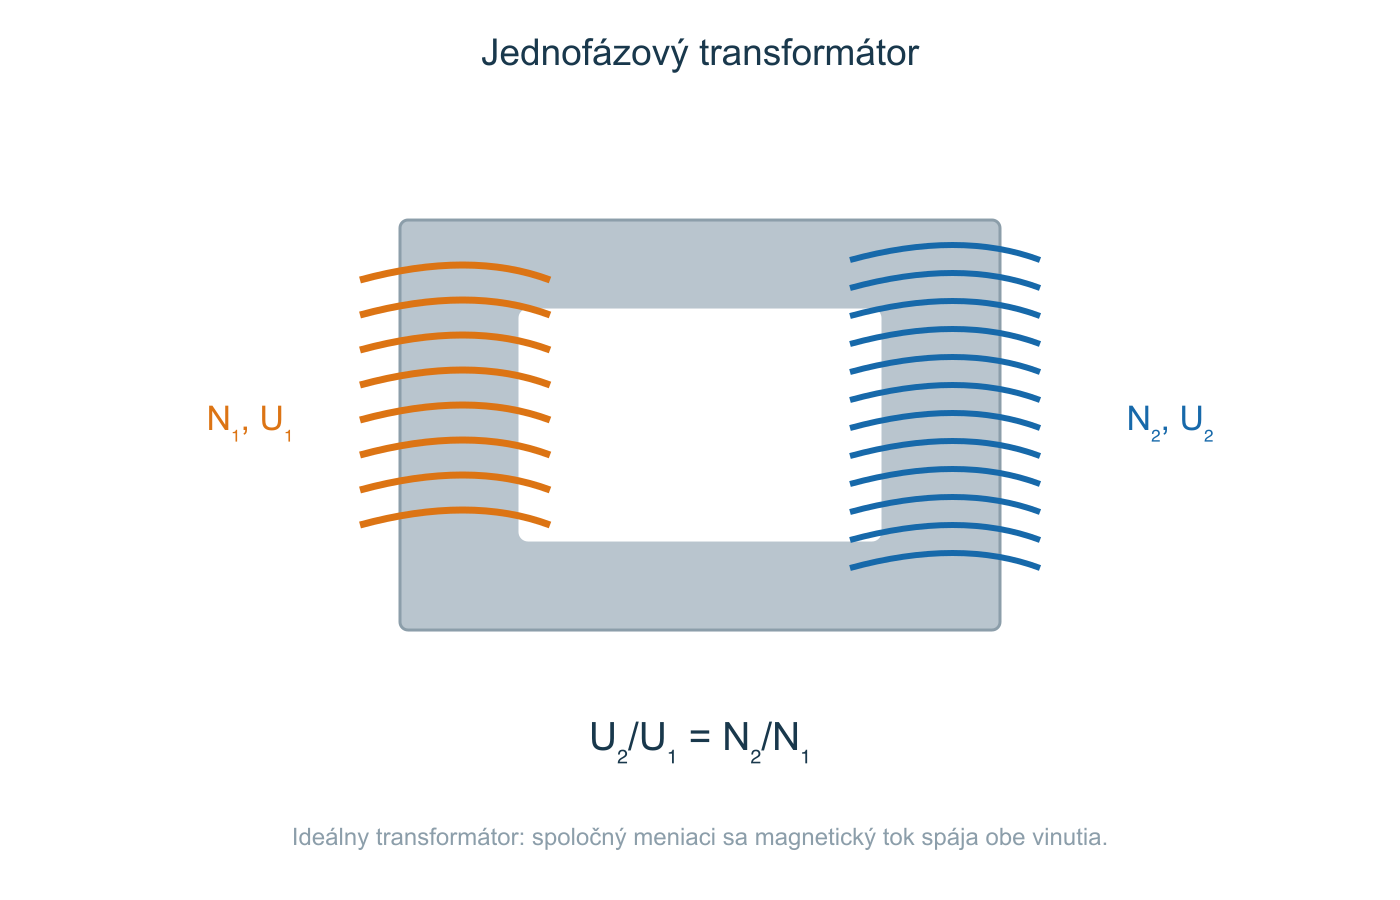 Jednofázový transformátor
N₁, U₁
N₂, U₂
U₂/U₁ = N₂/N₁
Ideálny transformátor: spoločný meniaci sa magnetický tok spája obe vinutia.